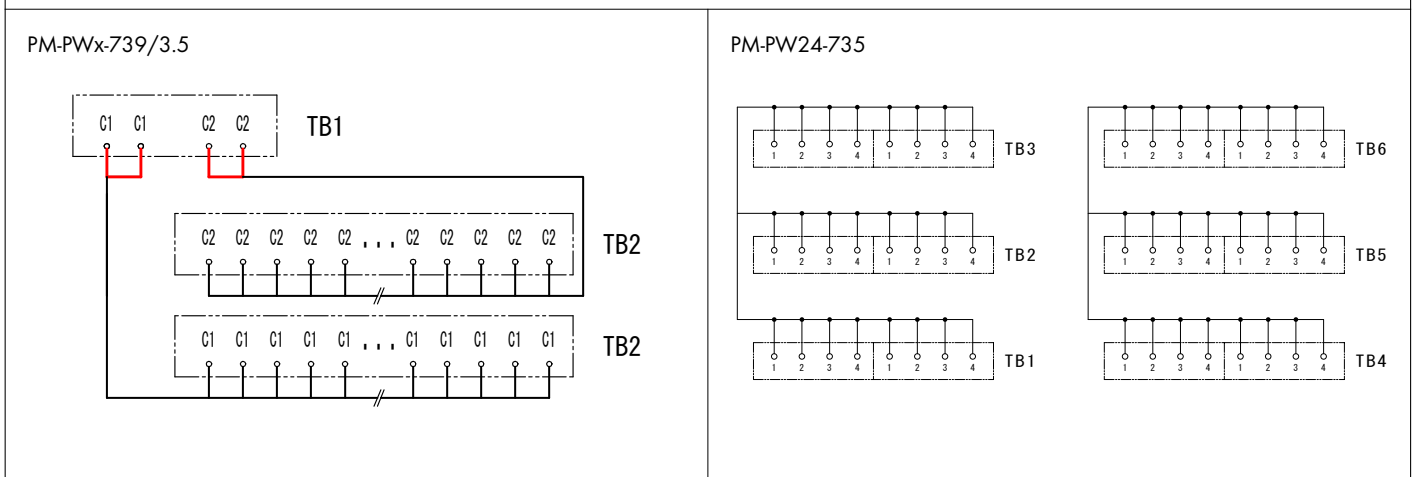 PM-PWx-739/3.5
C1 C1 C2 C2 TB1
C2 C2 C2 C2 C2 ... C2 C2 C2 C2 C2 TB2
C1 C1 C1 C1 C1 ... C1 C1 C1 C1 C1 TB2
PM-PW24-735
1 2 3 4 1 2 3 4 TB3
1 2 3 4 1 2 3 4 TB6
1 2 3 4 1 2 3 4 TB2
1 2 3 4 1 2 3 4 TB5
1 2 3 4 1 2 3 4 TB1
1 2 3 4 1 2 3 4 TB4